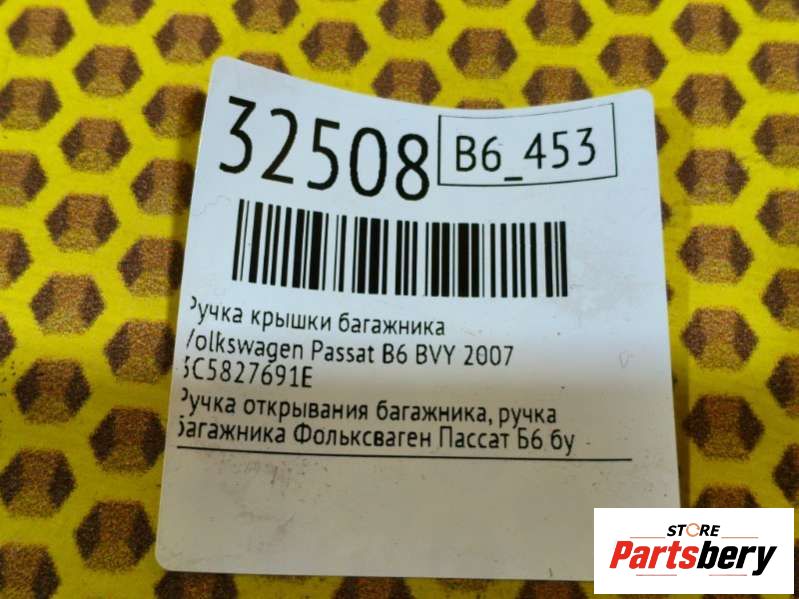 32508 B6_453
Ручка крышки багажника
Volkswagen Passat B6 BVY 2007
3C5827691E
Ручка открывания багажника, ручка
багажника Фольксваген Пассат Б6 бу
STORE
Partsbery